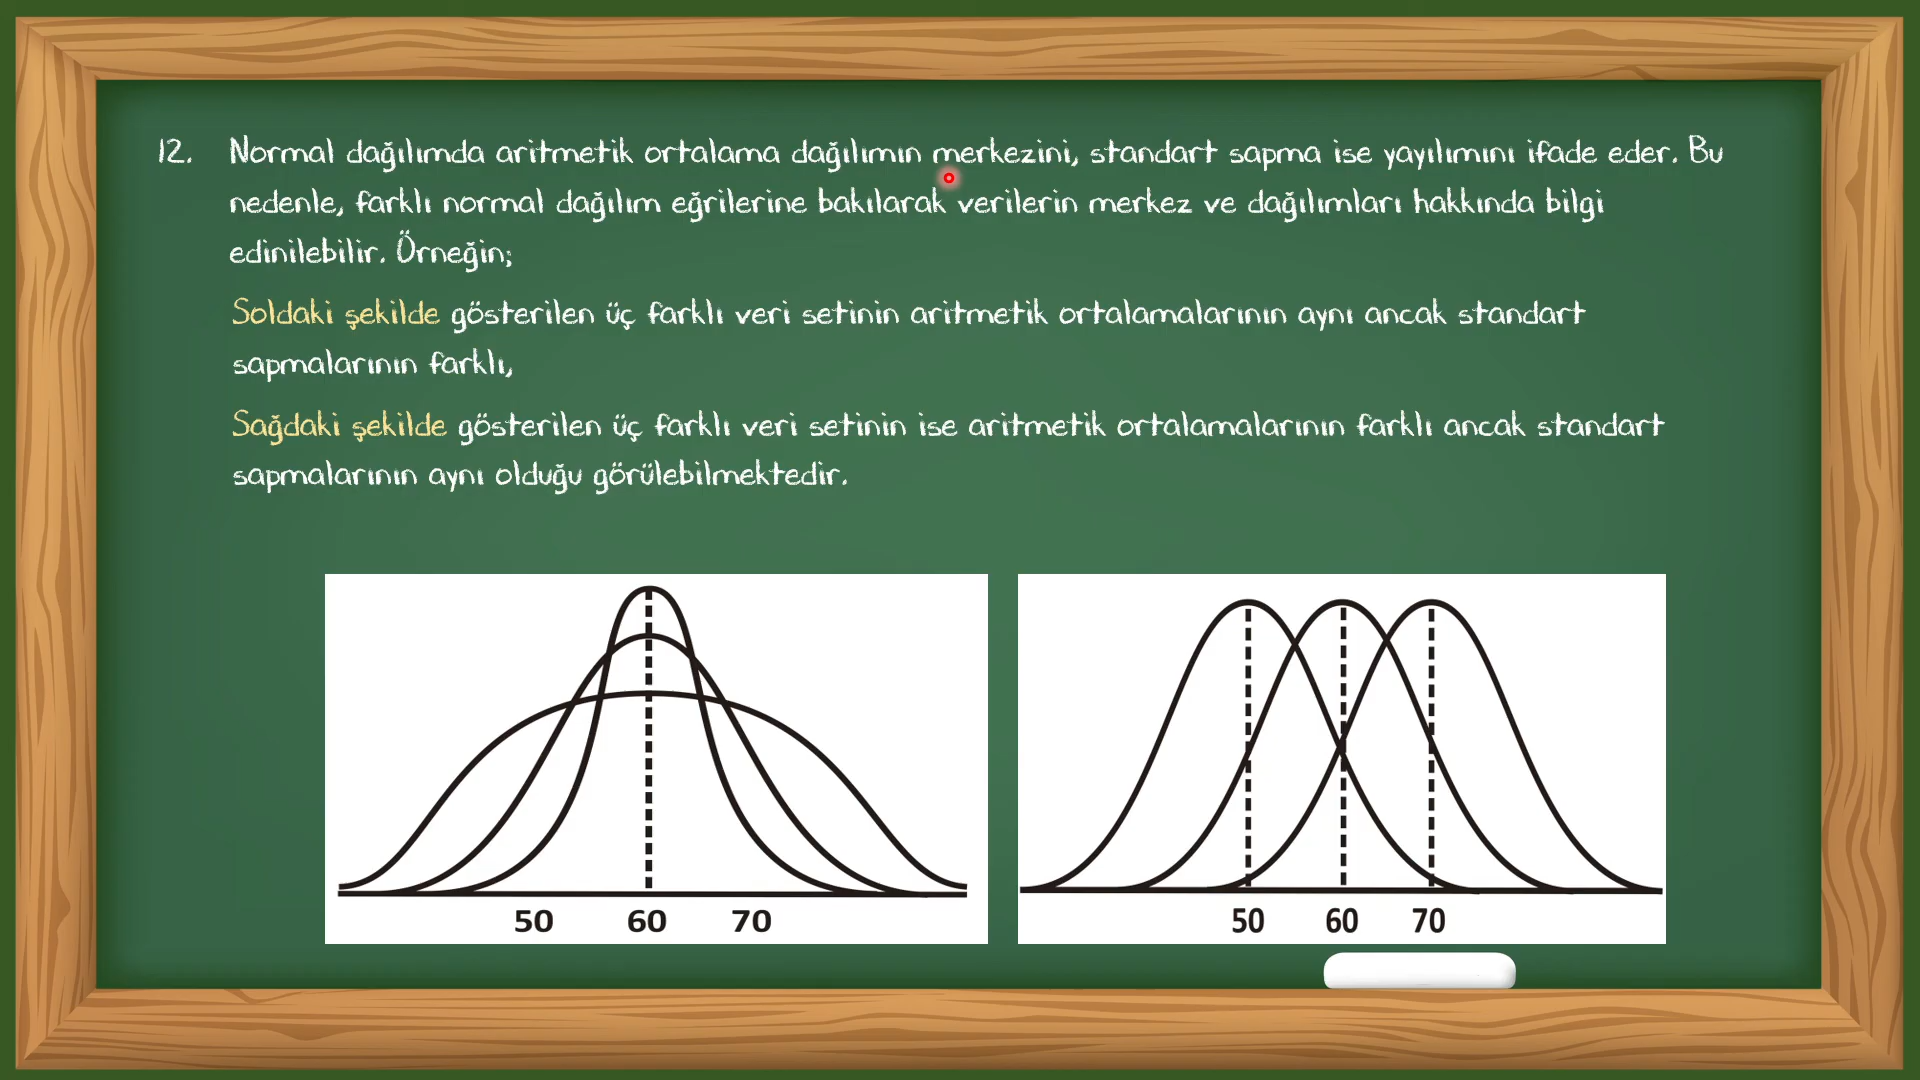 12. Normal dağılımda aritmetik ortalama dağılımın merkezini, standart sapma ise yayılımını ifade eder. Bu
nedenle, farklı normal dağılım eğrilerine bakılarak verilerin merkez ve dağılımları hakkında bilgi
edinilebilir. Örneğin;
Soldaki şekilde gösterilen üç farklı veri setinin aritmetik ortalamalarının aynı ancak standart
sapmalarının farklı,
Sağdaki şekilde gösterilen üç farklı veri setinin ise aritmetik ortalamalarının farklı ancak standart
sapmalarının aynı olduğu görülebilmektedir.
50 60 70
50 60 70